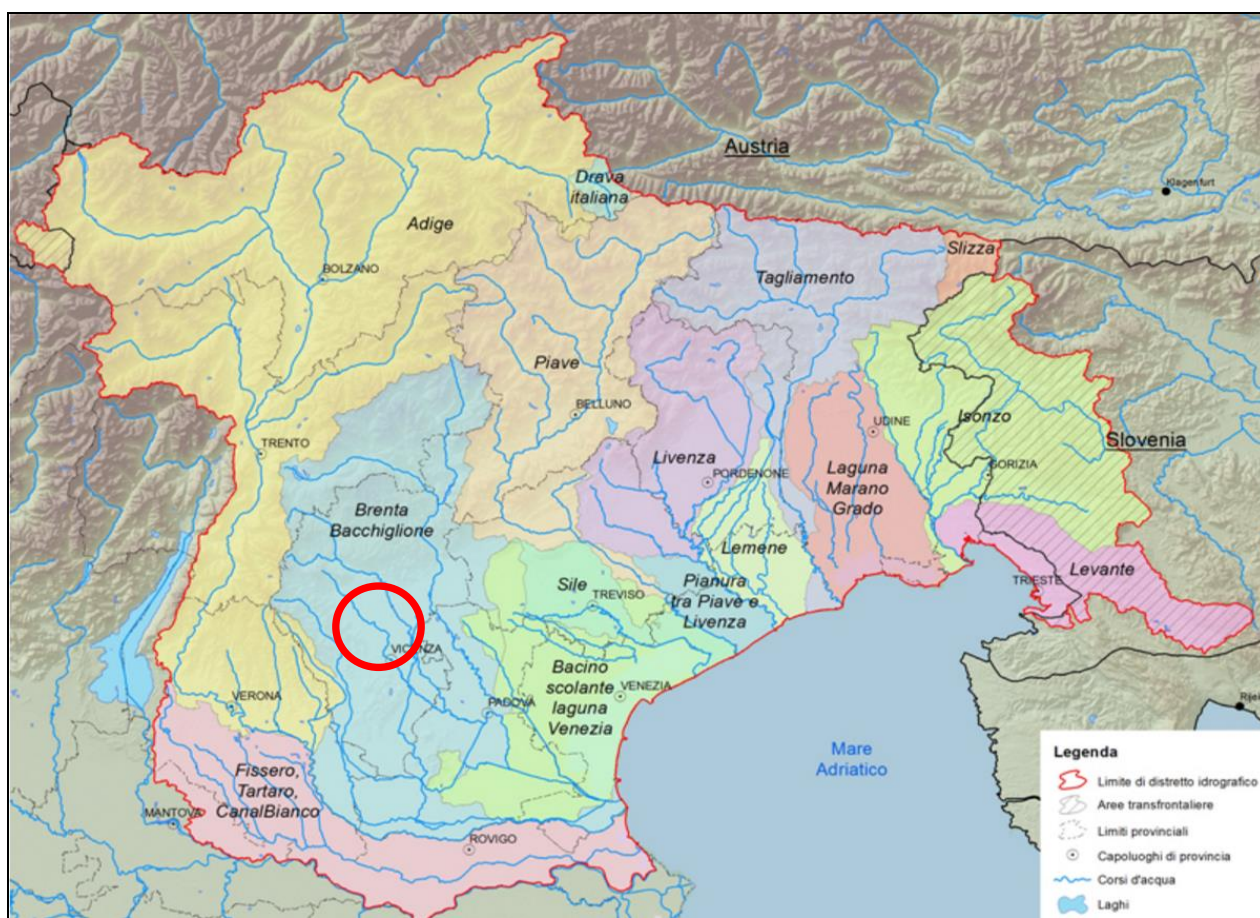 Austria
Klagenfurt
Drava
italiana
Slizza
Adige
Tagliamento
BOLZANO
Piave
BELLUNO
UDINE
Isonzo
Slovenia
TRENTO
Livenza
PORDENONE
Laguna
Marano
Grado
GORIZIA
Brenta
Bacchiglione
Lemene
Levante
TRIESTE
Sile
TREVISO
Pianura
tra Piave e
Livenza
VICENZA
Bacino
scolante
laguna
Venezia
VENEZIA
VERONA
PADOVA
Rije
Mare
Adriatico
Fissero,
Tartaro,
CanalBianco
MANTOVA
ROVIGO
Legenda
Limite di distretto idrografico
Aree transfrontaliere
Limiti provinciali
Capoluoghi di provincia
Corsi d'acqua
Laghi